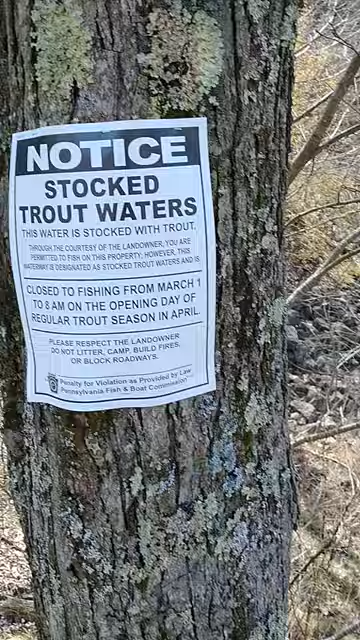 NOTICE
STOCKED
TROUT WATERS
THIS WATER IS STOCKED WITH TROUT.
THROUGH THE COURTESY OF THE LANDOWNER, YOU ARE
PERMITTED TO FISH ON THIS PROPERTY; HOWEVER, THIS
WATERWAY IS DESIGNATED AS STOCKED TROUT WATERS AND IS
CLOSED TO FISHING FROM MARCH 1
TO 8 AM ON THE OPENING DAY OF
REGULAR TROUT SEASON IN APRIL.
PLEASE RESPECT THE LANDOWNER
DO NOT LITTER, CAMP, BUILD FIRES,
OR BLOCK ROADWAYS.
Penalty for Violation as Provided by Law
Pennsylvania Fish & Boat Commission